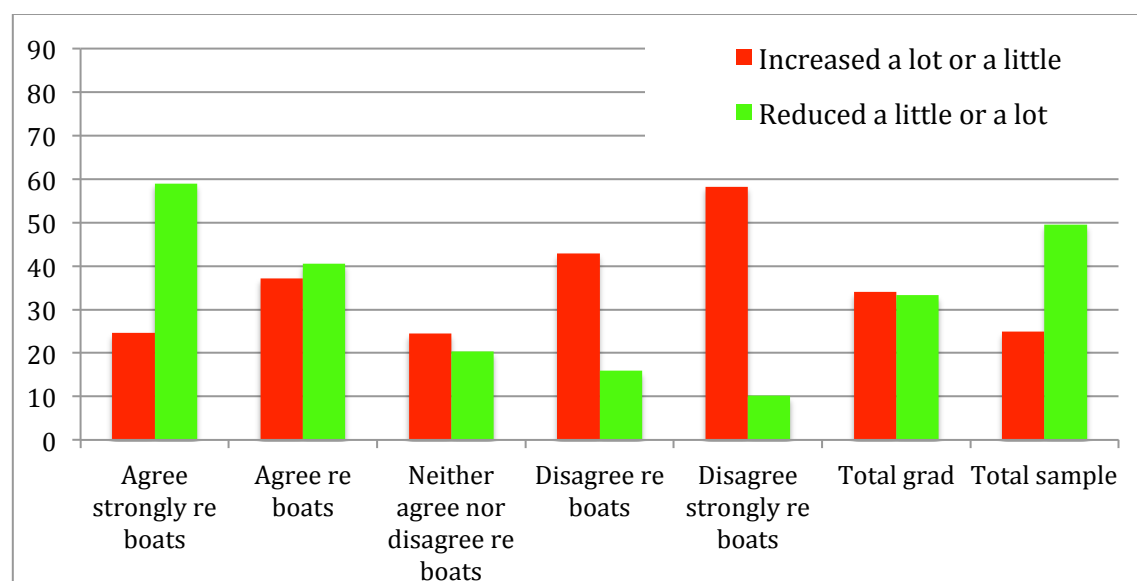 90
80
70
60
50
40
30
20
10
0
Increased a lot or a little
Reduced a little or a lot
Agree
strongly re
boats
Agree re
boats
Neither
agree nor
disagree re
boats
Disagree re
boats
Disagree
strongly re
boats
Total grad
Total sample